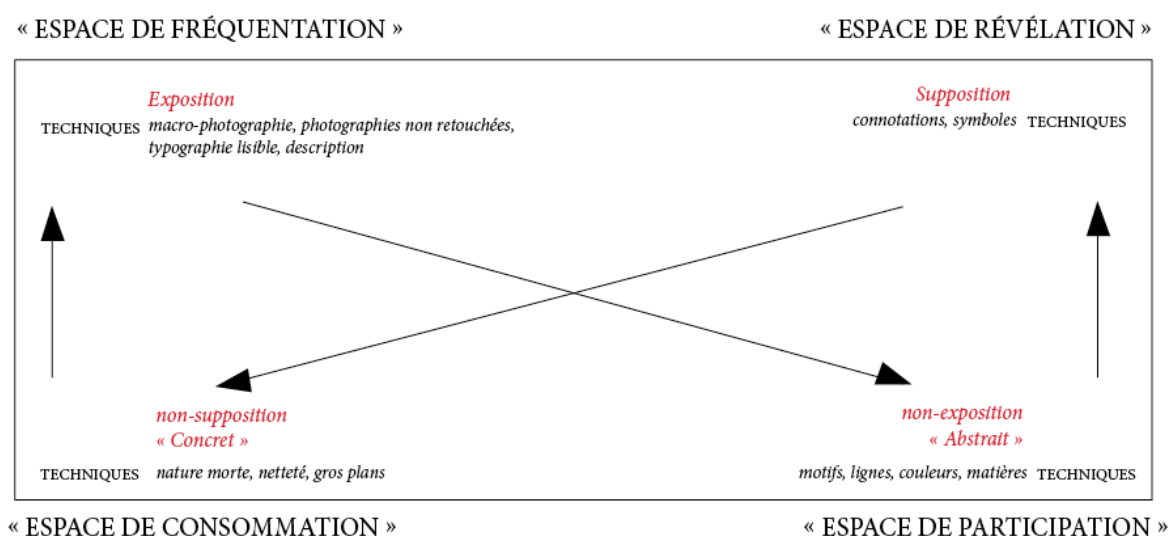 « ESPACE DE FRÉQUENTATION »
« ESPACE DE RÉVÉLATION »
Exposition
TECHNIQUES macro-photographie, photographies non retouchées,
typographie lisible, description
Supposition
connotations, symboles TECHNIQUES
non-supposition
« Concret »
TECHNIQUES nature morte, netteté, gros plans
non-exposition
« Abstrait »
motifs, lignes, couleurs, matières TECHNIQUES
« ESPACE DE CONSOMMATION »
« ESPACE DE PARTICIPATION »